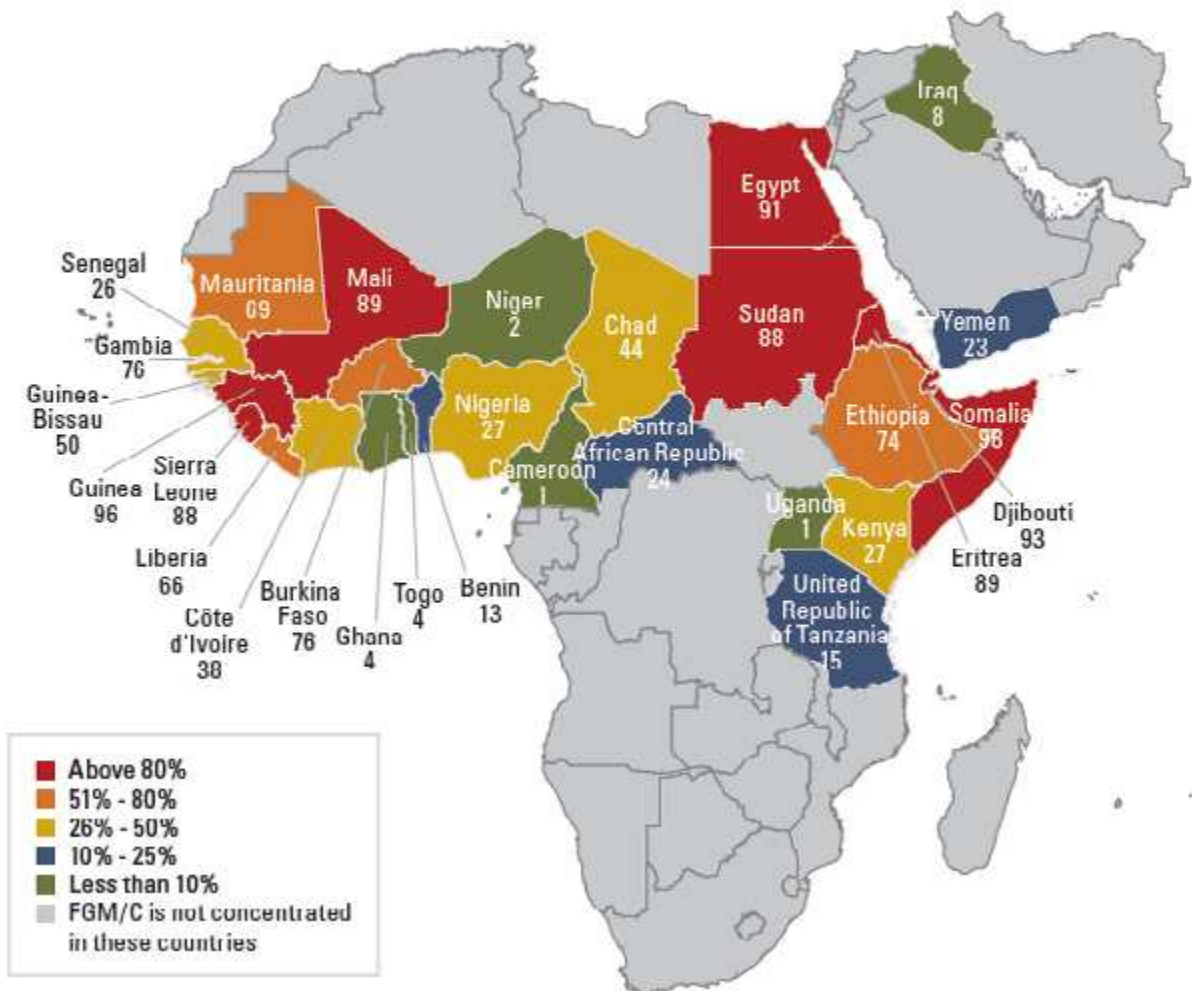 Iraq
8
Egypt
91
Senegal
26
Mauritania
69
Mali
89
Niger
2
Chad
44
Sudan
88
Yemen
23
Gambia
76
Guinea-
Bissau
50
Nigeria
27
Ethiopia
74
Somalia
98
Central
African Republic
24
Cameroon
1
Guinea
96
Sierra
Leone
88
Uganda
1
Kenya
27
Djibouti
93
Eritrea
89
Liberia
66
Côte
d'Ivoire
38
Burkina
Faso
76
Ghana
4
Togo
4
Benin
13
United
Republic
of Tanzania
15
Above 80%
51% - 80%
26% - 50%
10% - 25%
Less than 10%
FGM/C is not concentrated
in these countries